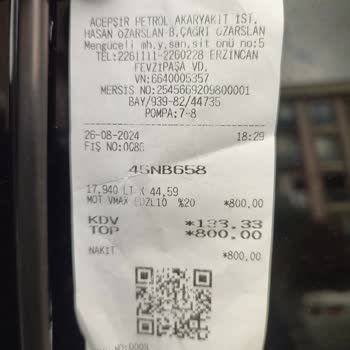 ACEPŞİR PETROL AKARYAKIT İST.
HASAN ÖZARSLAN-B.ÇAĞRI ÖZARSLAN
Mengüceli mh.y.san.sit önü no:5
TEL:2261111-2260228 ERZİNCAN
FEVZİPAŞA VD.
VN:6640005357
MERSIS NO:2545669209800001
BAY/939-82/44735
POMPA:7-8
26-08-2024 18:29
FİŞ NO:0086
45NB658
17,940 LT X 44,59
MOT VMAX EDZL10 %20 *800,00
KDV *133,33
TOP *800,00
NAKİT *800,00